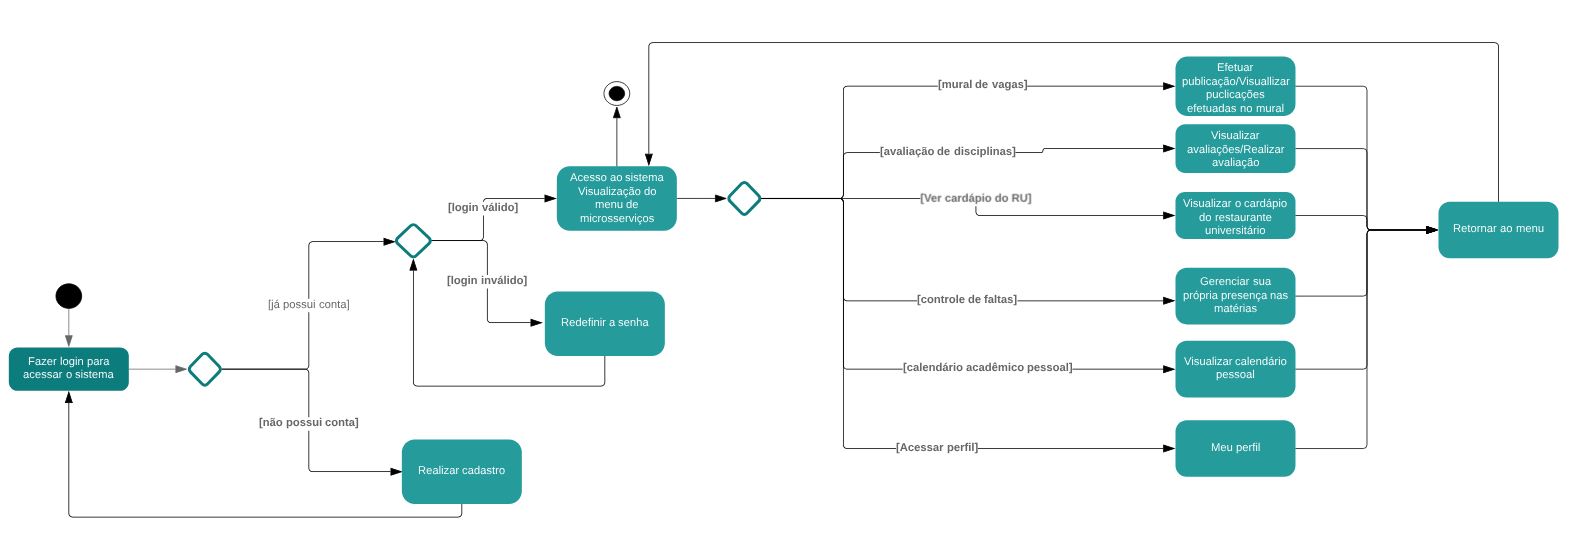 Fazer login para
acessar o sistema
[já possui conta]
[não possui conta]
Realizar cadastro
[login válido]
[login inválido]
Redefinir a senha
Acesso ao sistema
Visualização do
menu de
microsserviços
[mural de vagas]
[avaliação de disciplinas]
[Ver cardápio do RU]
[controle de faltas]
[calendário acadêmico pessoal]
[Acessar perfil]
Efetuar
publicação/Visuallizar
puclicações
efetuadas no mural
Visualizar
avaliações/Realizar
avaliação
Visualizar o cardápio
do restaurante
universitário
Gerenciar sua
própria presença nas
matérias
Visualizar calendário
pessoal
Meu perfil
Retornar ao menu